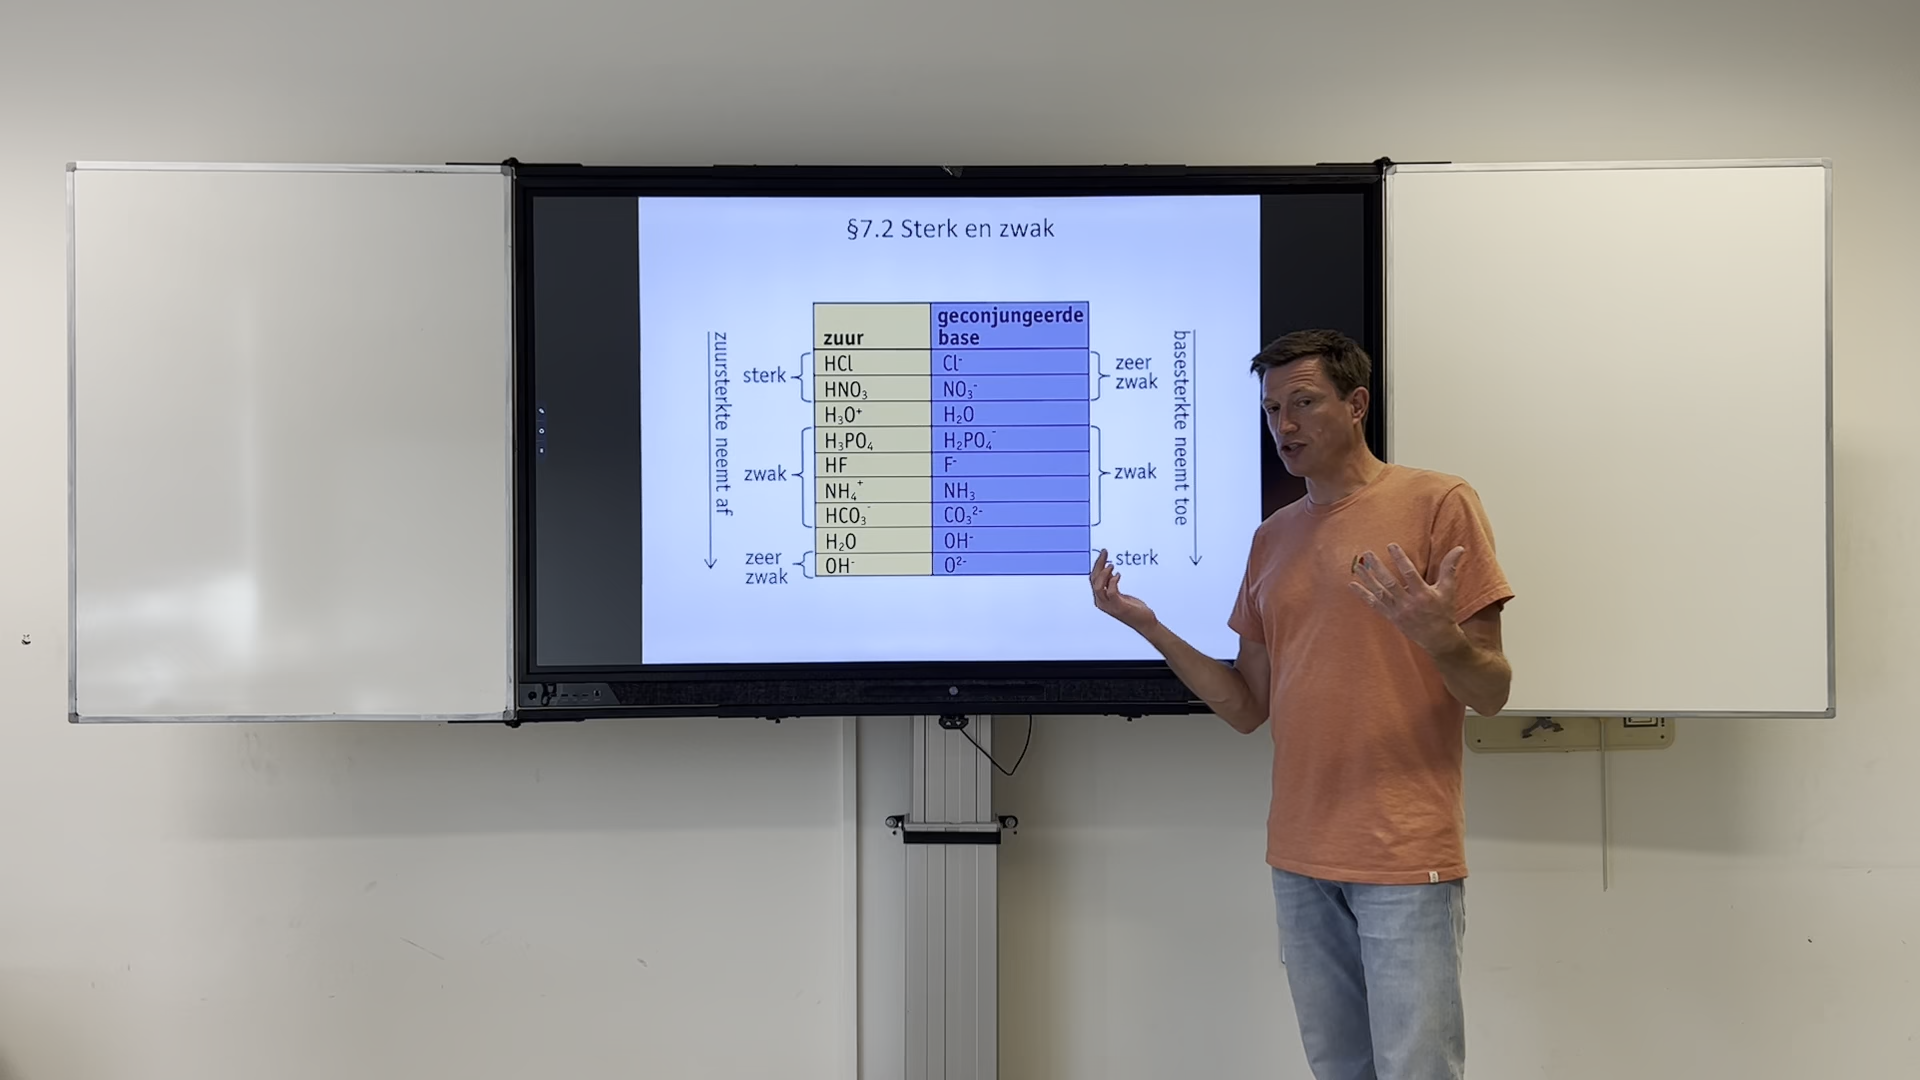 §7.2 Sterk en zwak
zuur
geconjungeerde
base
HCl
Cl⁻
HNO₃
NO₃⁻
H₃O⁺
H₂O
H₃PO₄
H₂PO₄⁻
HF
F⁻
NH₄⁺
NH₃
HCO₃⁻
CO₃²⁻
H₂O
OH⁻
OH⁻
O²⁻
zuursterkte neemt af
sterk
zwak
zeer
zwak
zeer
zwak
zwak
sterk
basesterkte neemt toe